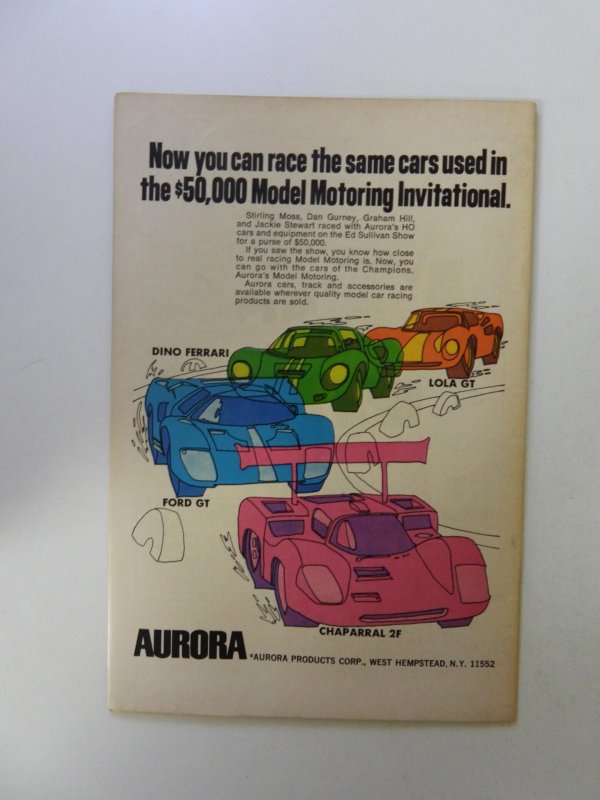 Now you can race the same cars used in
the $50,000 Model Motoring Invitational.
Stirling Moss, Dan Gurney, Graham Hill,
and Jackie Stewart raced with Aurora's HO
cars and equipment on the Ed Sullivan Show
for a purse of $50,000.
If you saw the show, you know how close
to real racing Model Motoring is. Now, you
can go with the cars of the Champions.
Aurora's Model Motoring.
Aurora cars, track and accessories are
available wherever quality model car racing
products are sold.
DINO FERRARI
LOLA GT
FORD GT
CHAPARRAL 2F
AURORA
©AURORA PRODUCTS CORP., WEST HEMPSTEAD, N.Y. 11552